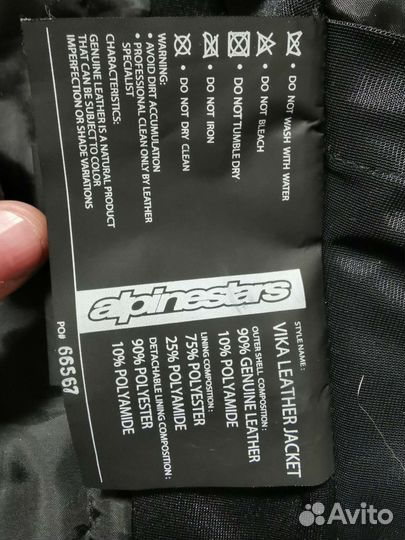 STYLE NAME :
VIKA LEATHER JACKET
OUTER SHELL COMPOSITION :
90% GENUINE LEATHER
10% POLYAMIDE
LINING COMPOSITION :
75% POLYESTER
25% POLYAMIDE
DETACHABLE LINING COMPOSITION :
90% POLYESTER
10% POLYAMIDE
PO# 66567
alpinestars
• DO NOT WASH WITH WATER
• DO NOT BLEACH
• DO NOT TUMBLE DRY
• DO NOT IRON
• DO NOT DRY CLEAN
WARNING:
• AVOID DIRT ACCUMULATION
• PROFESSIONAL CLEAN ONLY BY LEATHER
SPECIALIST
CHARACTERISTICS:
GENUINE LEATHER IS A NATURAL PRODUCT
THAT CAN BE SUBJECT TO COLOR
IMPERFECTION OR SHADE VARIATIONS
Avito